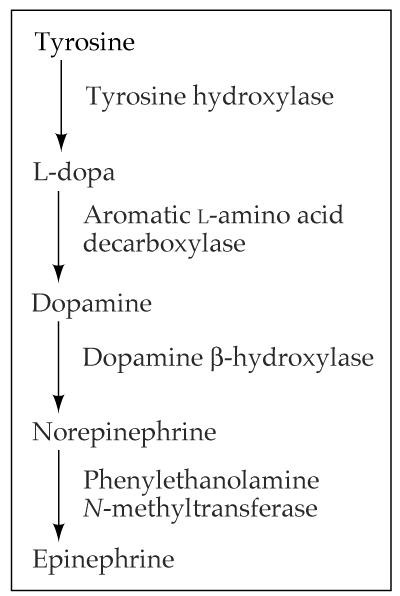 Tyrosine
Tyrosine hydroxylase
L-dopa
Aromatic L-amino acid
decarboxylase
Dopamine
Dopamine β-hydroxylase
Norepinephrine
Phenylethanolamine
N-methyltransferase
Epinephrine